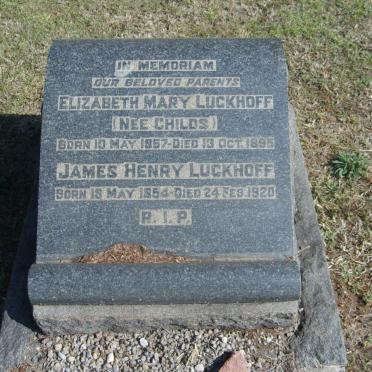 IN MEMORIAM
OUR BELOVED PARENTS
ELIZABETH MARY LUCKHOFF
(NEE CHILDS)
BORN 10 MAY 1857-DIED 13 OCT. 1895
JAMES HENRY LUCKHOFF
BORN 15 MAY 1854-DIED 24 FEB. 1920
R.I.P.